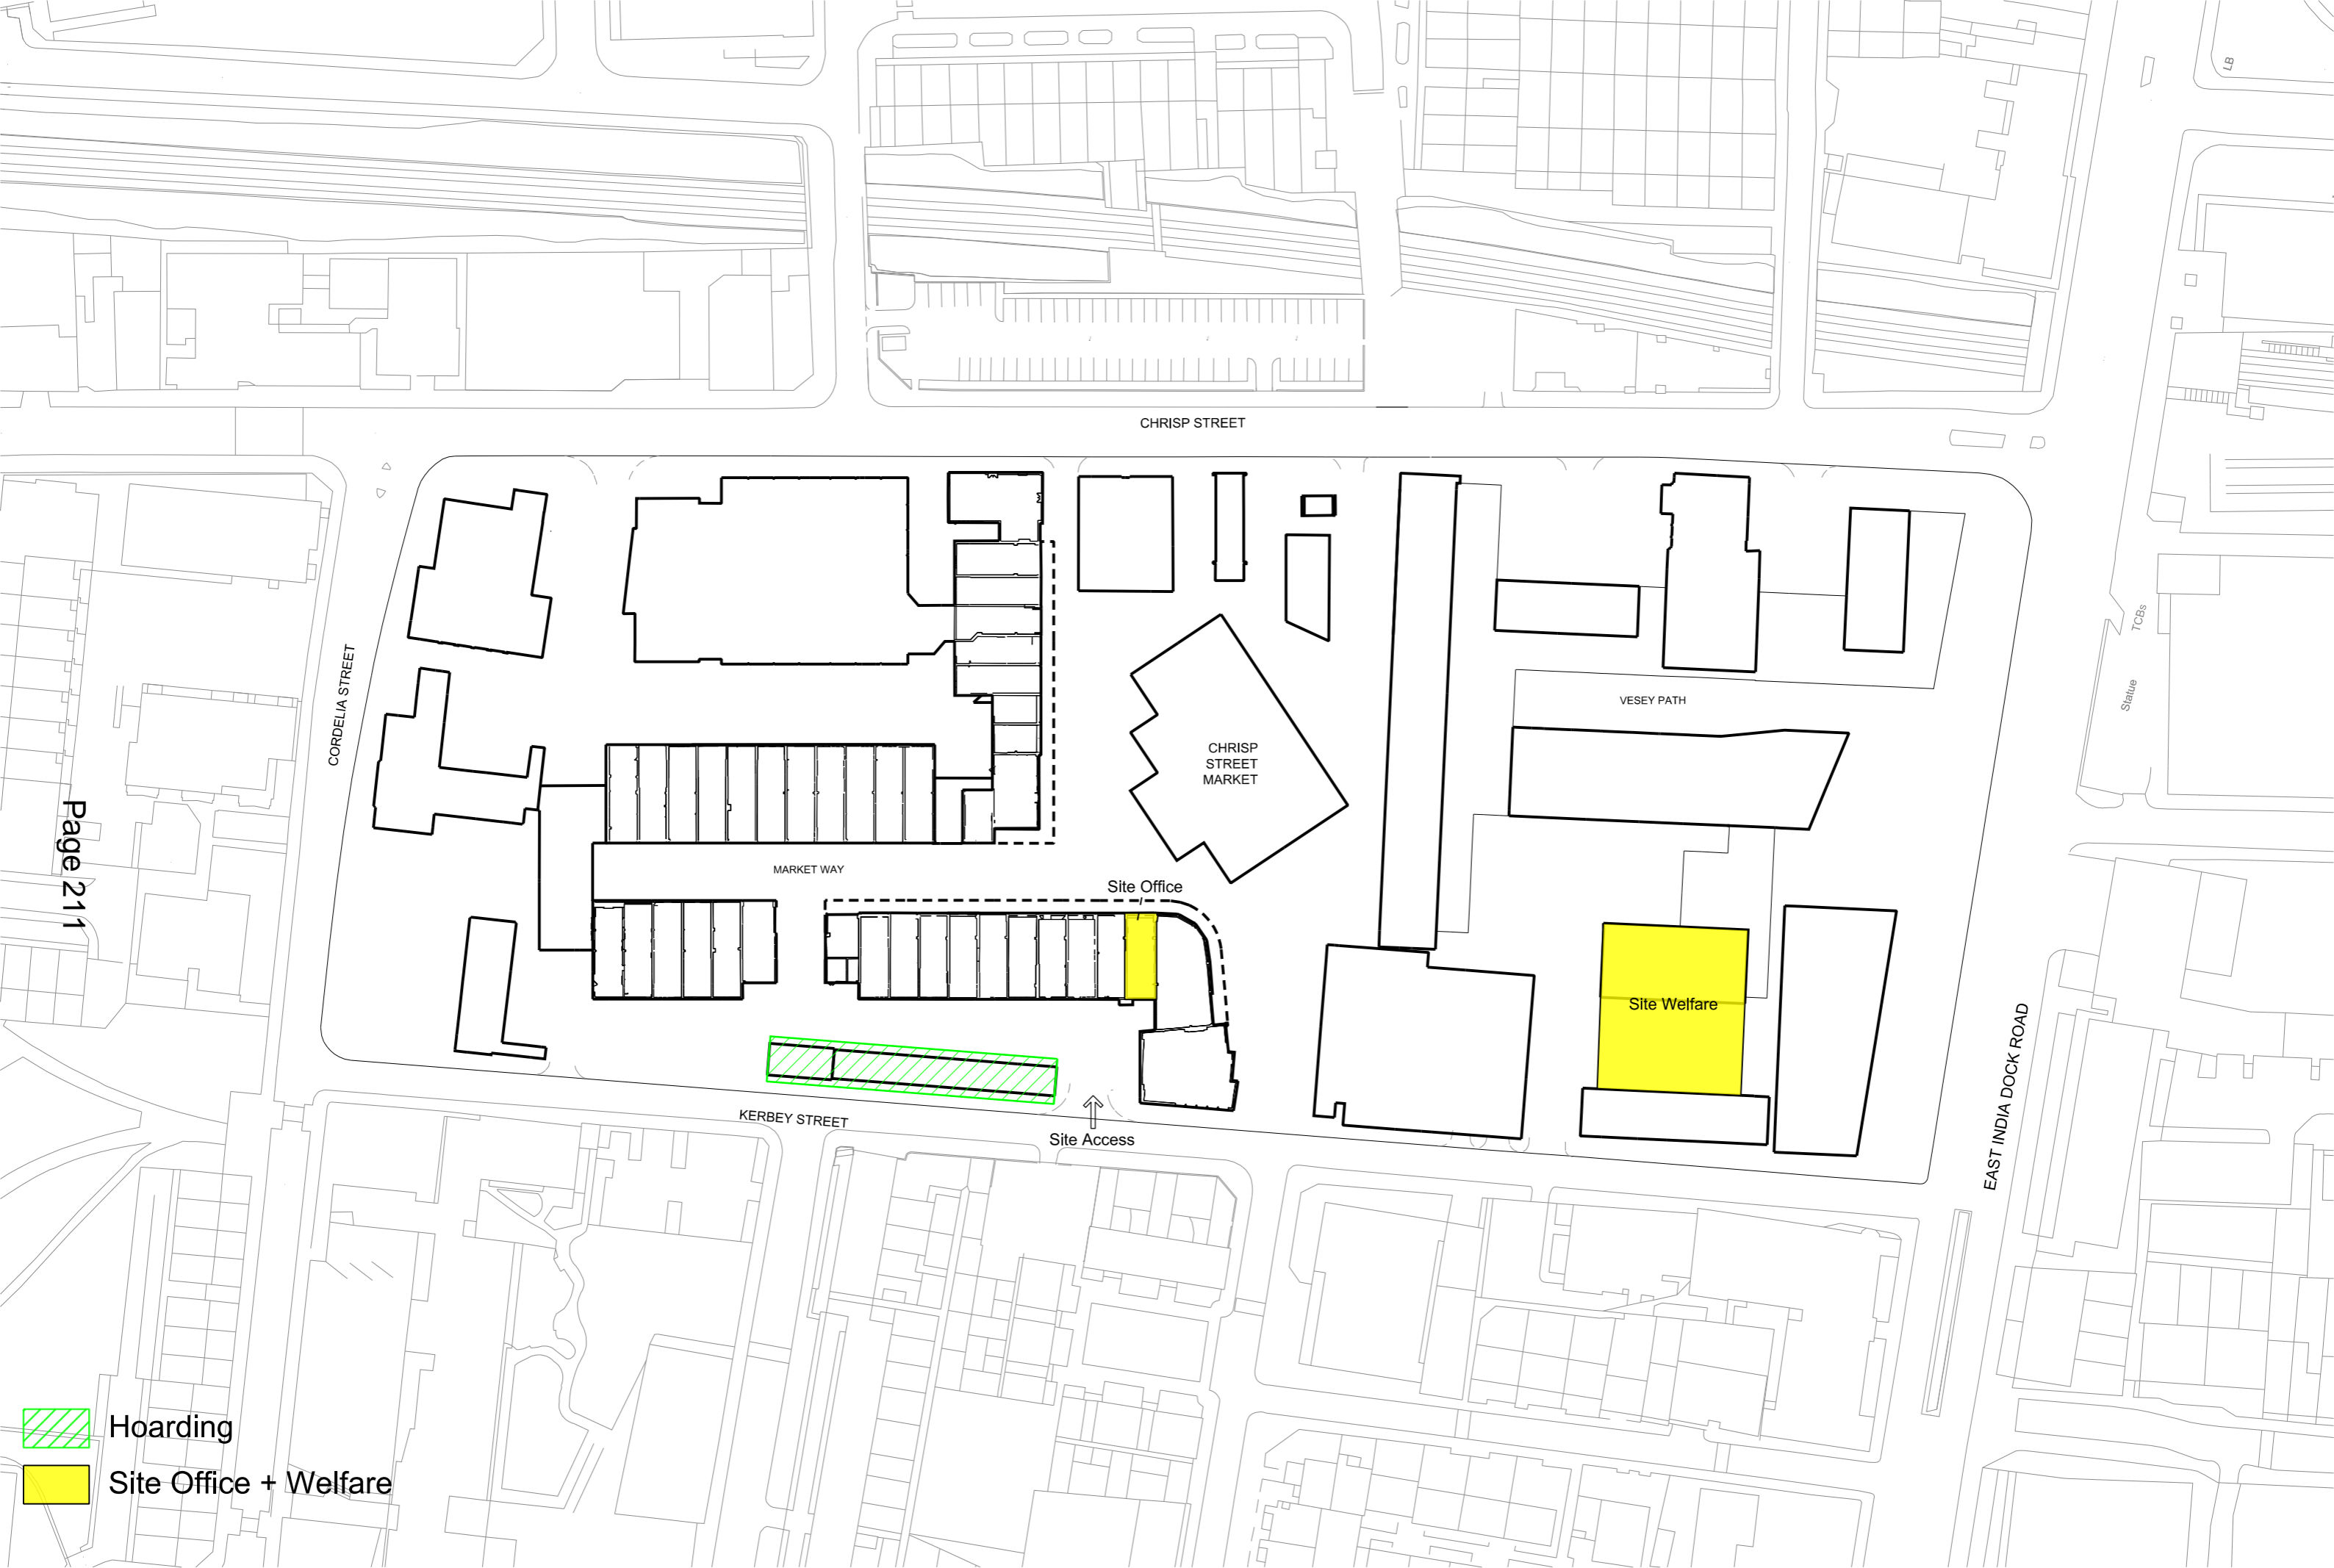 LB
CHRISP STREET
TCBs
CORDELIA STREET
Statue
VESEY PATH
CHRISP
STREET
MARKET
Page 211
MARKET WAY
Site Office
Site Welfare
EAST INDIA DOCK ROAD
KERBEY STREET
Site Access
Hoarding
Site Office + Welfare